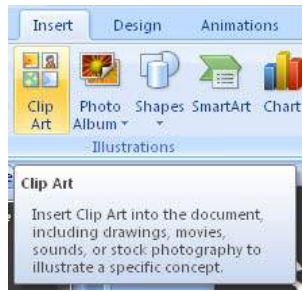 Insert Design Animations
Clip Art
Photo Album
Shapes
SmartArt
Chart
Illustrations
Clip Art
Insert Clip Art into the document,
including drawings, movies,
sounds, or stock photography to
illustrate a specific concept.